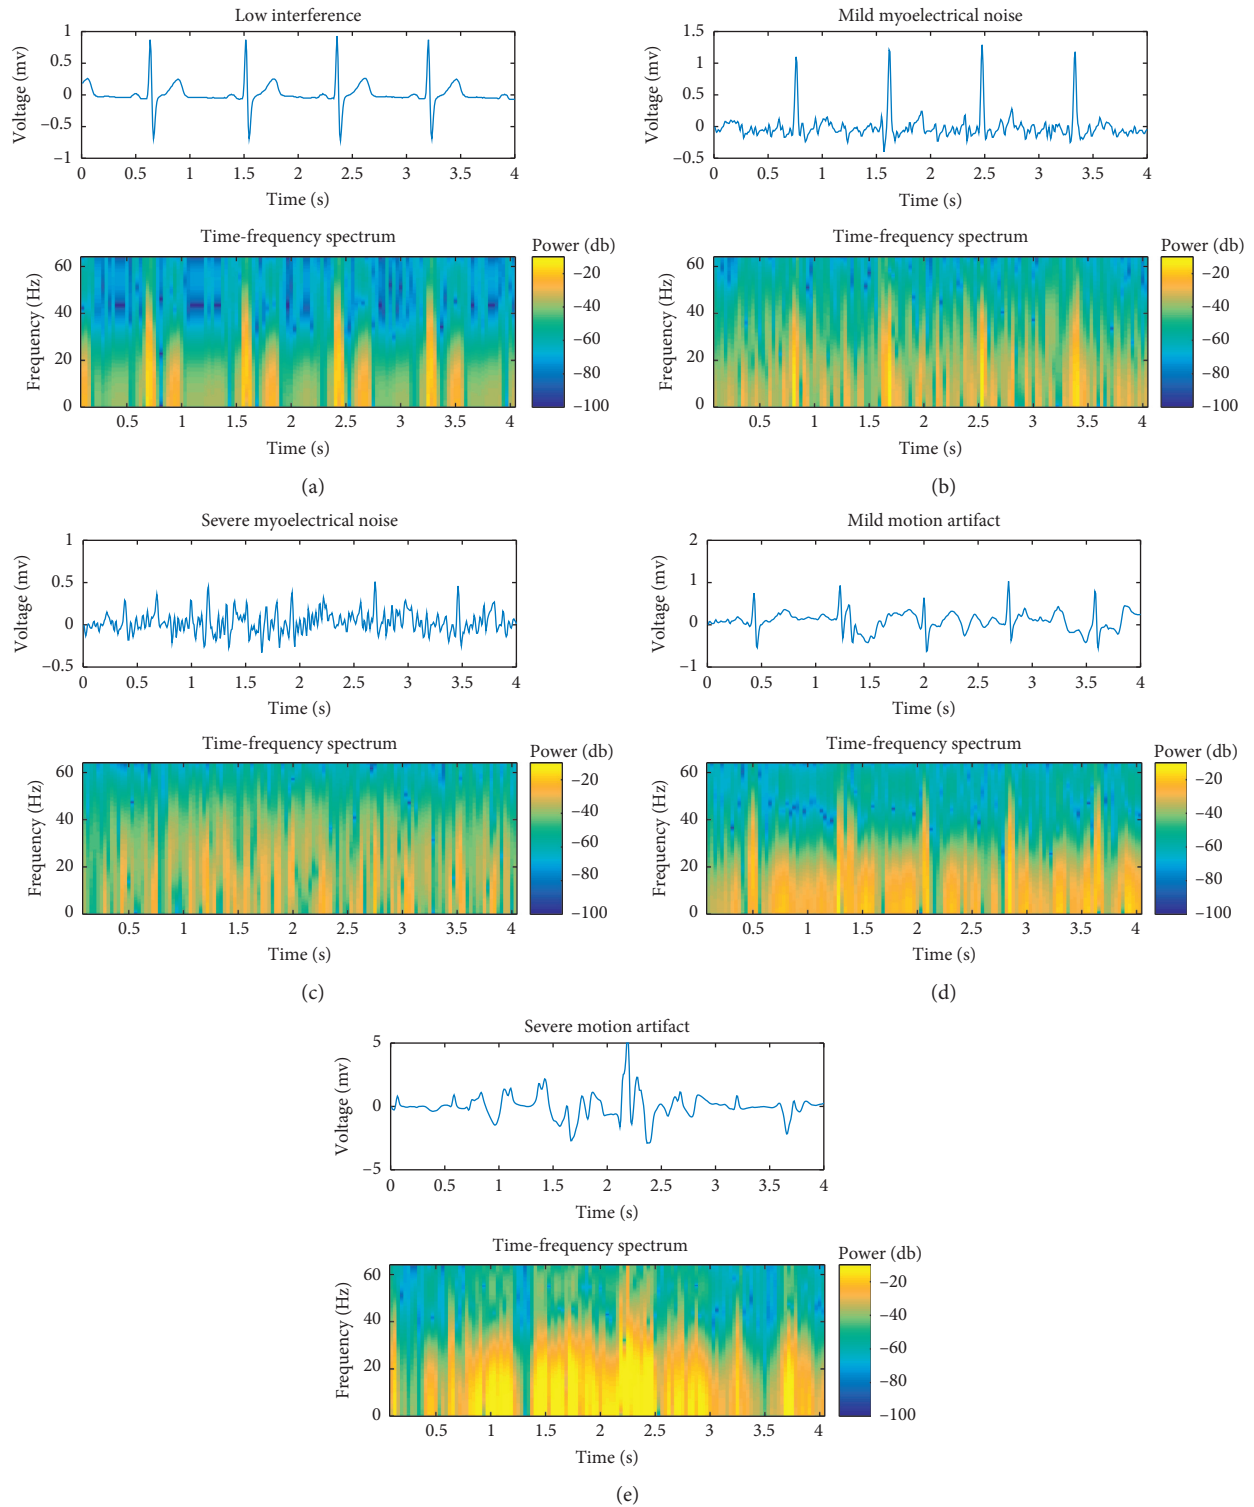 Low interference
Voltage (mv)
1
0.5
0
−0.5
−1
0 0.5 1 1.5 2 2.5 3 3.5 4
Time (s)
Time-frequency spectrum
Power (db)
Frequency (Hz)
60
40
20
0
0.5 1 1.5 2 2.5 3 3.5 4
Time (s)
−20
−40
−60
−80
−100
(a)
Mild myoelectrical noise
Voltage (mv)
1.5
1
0.5
0
−0.5
0 0.5 1 1.5 2 2.5 3 3.5 4
Time (s)
Time-frequency spectrum
Power (db)
Frequency (Hz)
60
40
20
0
0.5 1 1.5 2 2.5 3 3.5 4
Time (s)
−20
−40
−60
−80
−100
(b)
Severe myoelectrical noise
Voltage (mv)
1
0.5
0
−0.5
0 0.5 1 1.5 2 2.5 3 3.5 4
Time (s)
Time-frequency spectrum
Power (db)
Frequency (Hz)
60
40
20
0
0.5 1 1.5 2 2.5 3 3.5 4
Time (s)
−20
−40
−60
−80
−100
(c)
Mild motion artifact
Voltage (mv)
2
1
0
−1
0 0.5 1 1.5 2 2.5 3 3.5 4
Time (s)
Time-frequency spectrum
Power (db)
Frequency (Hz)
60
40
20
0
0.5 1 1.5 2 2.5 3 3.5 4
Time (s)
−20
−40
−60
−80
−100
(d)
Severe motion artifact
Voltage (mv)
5
0
−5
0 0.5 1 1.5 2 2.5 3 3.5 4
Time (s)
Time-frequency spectrum
Power (db)
Frequency (Hz)
60
40
20
0
0.5 1 1.5 2 2.5 3 3.5 4
Time (s)
−20
−40
−60
−80
−100
(e)